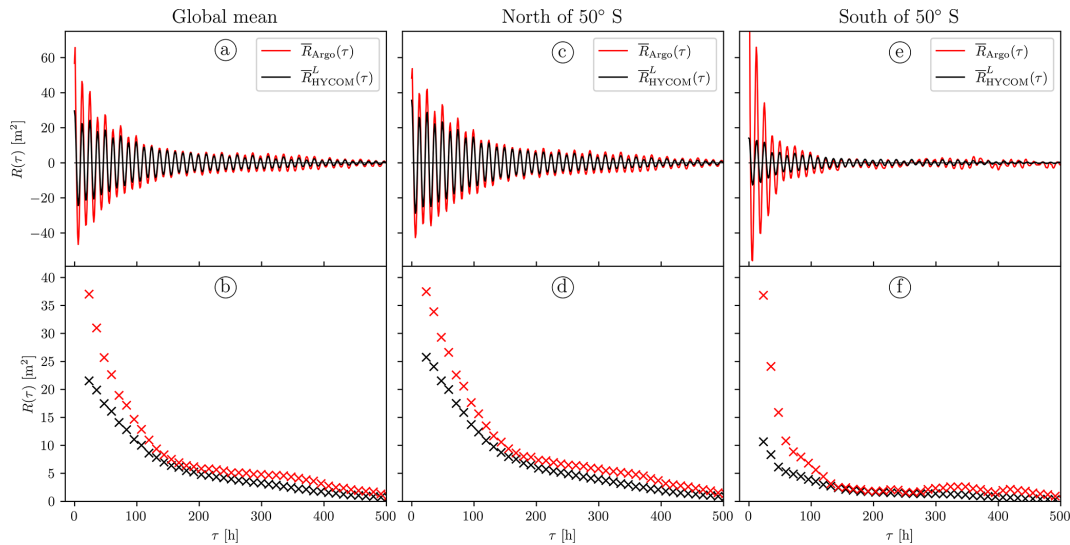 Global mean
North of 50° S
South of 50° S
ⓐ
R̅Argo(τ)
R̅ᴸHYCOM(τ)
ⓒ
R̅Argo(τ)
R̅ᴸHYCOM(τ)
ⓔ
R̅Argo(τ)
R̅ᴸHYCOM(τ)
R(τ) [m²]
60
40
20
0
−20
−40
ⓑ
ⓓ
ⓕ
R(τ) [m²]
40
35
30
25
20
15
10
5
0
0 100 200 300 400 500
0 100 200 300 400 500
0 100 200 300 400 500
τ [h]
τ [h]
τ [h]